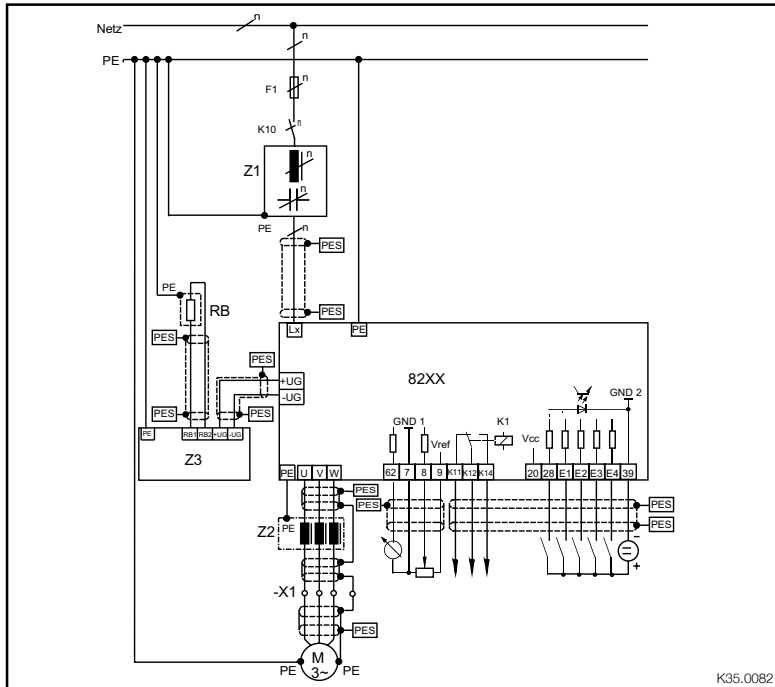 Netz n
n
PE
F1 n
K10 n
Z1 n
n
PE n
PES
PE
RB
PES
PES
Lx PE
PES
PES
+UG
-UG
82XX
GND 2
GND 1 K1
Vref Vcc
PES PES
PE RB1 RB2 +UG -UG
Z3
PE U V W 62 7 8 9 K11 K12 K14 20 28 E1 E2 E3 E4 39
PES
PES PES
PE
PES
Z2
-
+
-X1
PES
M
3~
PE PE
K35.0082